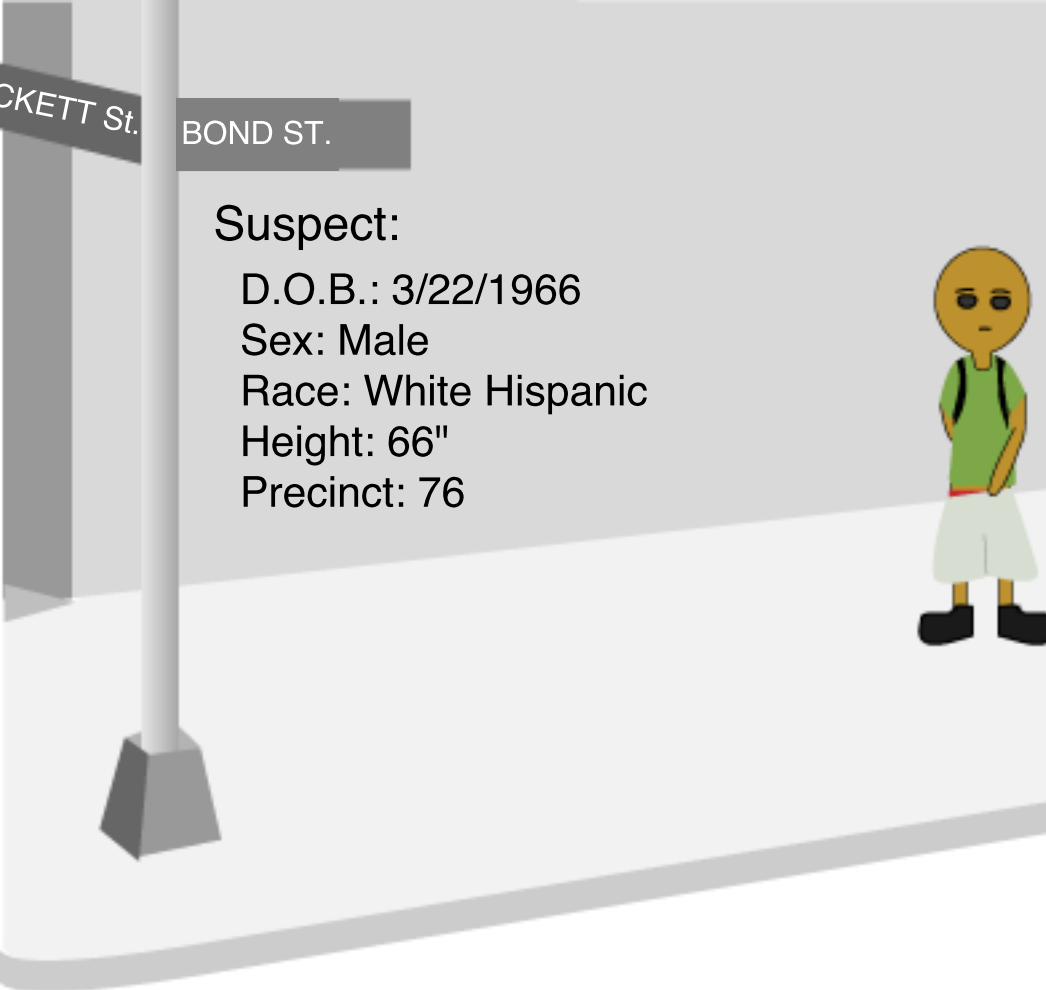 CKETT St.
BOND ST.
Suspect:
D.O.B.: 3/22/1966
Sex: Male
Race: White Hispanic
Height: 66"
Precinct: 76